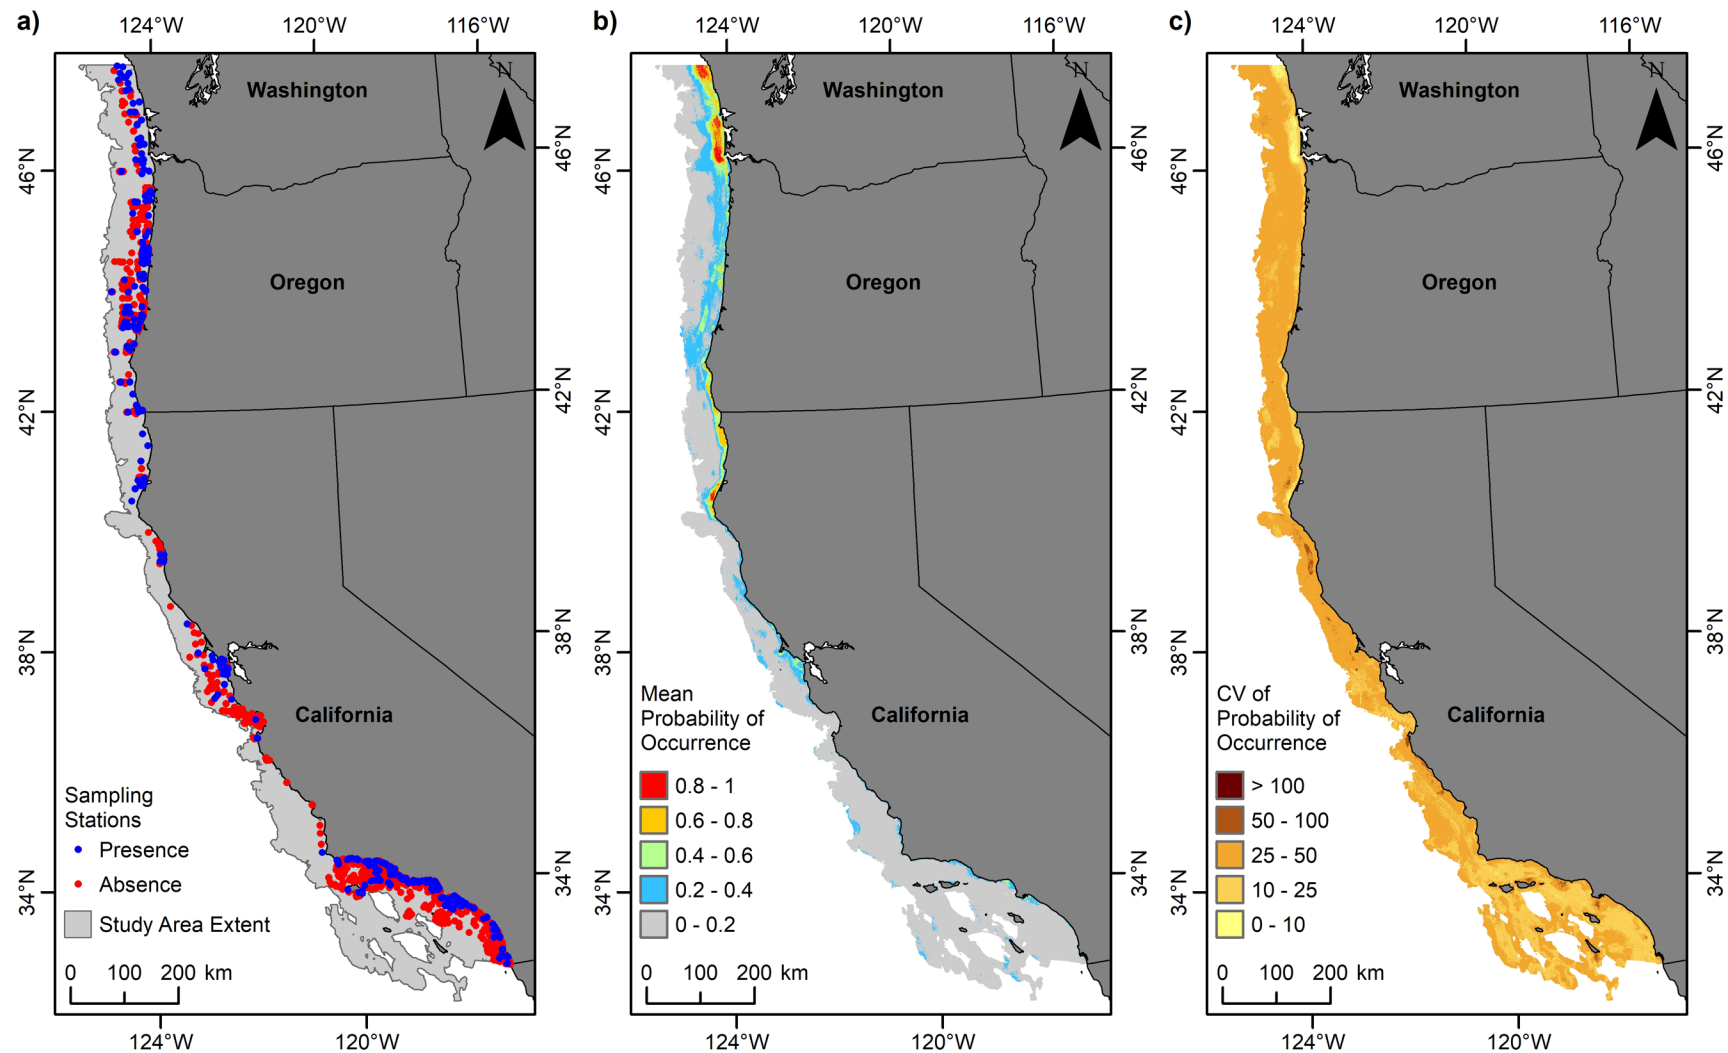 a)
124°W 120°W 116°W
N
Washington
46°N 46°N
Oregon
42°N 42°N
38°N 38°N
California
Sampling
Stations
Presence
Absence
Study Area Extent
34°N 34°N
0 100 200 km
124°W 120°W
b)
124°W 120°W 116°W
N
Washington
46°N 46°N
Oregon
42°N 42°N
38°N 38°N
California
Mean
Probability of
Occurrence
0.8 - 1
0.6 - 0.8
0.4 - 0.6
0.2 - 0.4
0 - 0.2
34°N 34°N
0 100 200 km
124°W 120°W
c)
124°W 120°W 116°W
N
Washington
46°N 46°N
Oregon
42°N 42°N
38°N 38°N
California
CV of
Probability of
Occurrence
> 100
50 - 100
25 - 50
10 - 25
0 - 10
34°N 34°N
0 100 200 km
124°W 120°W